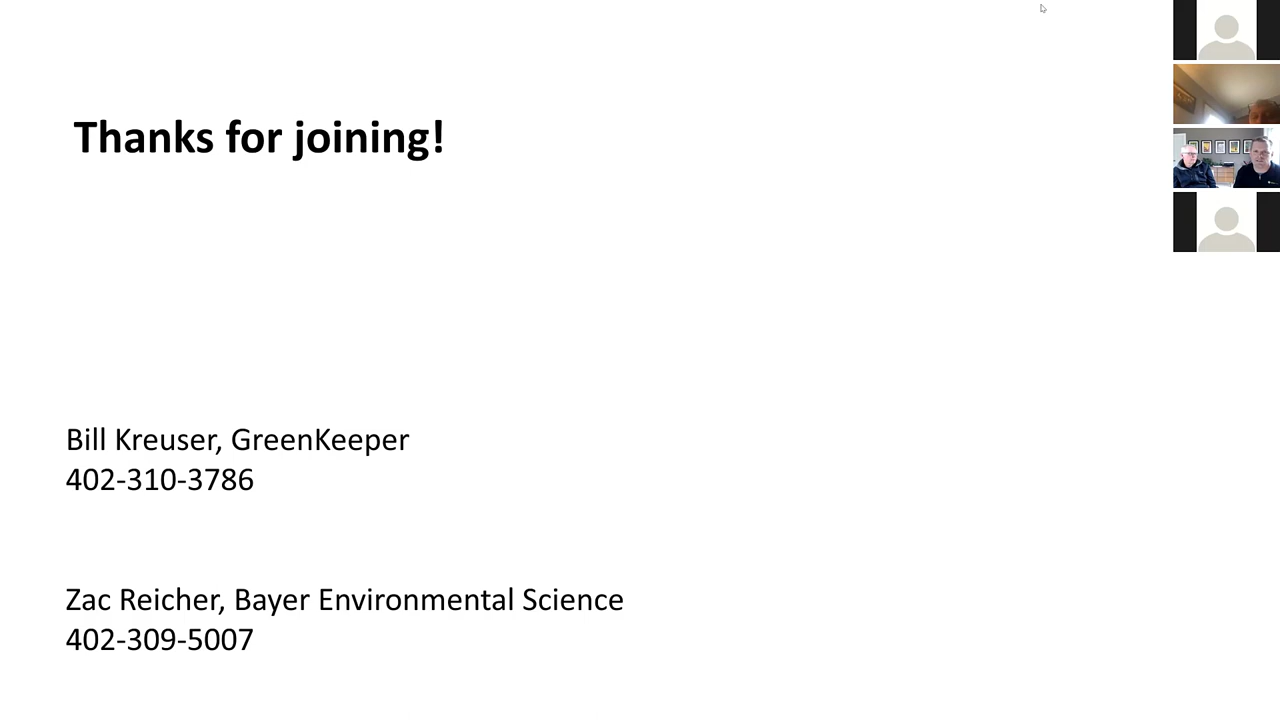 Thanks for joining!
Bill Kreuser, GreenKeeper
402-310-3786
Zac Reicher, Bayer Environmental Science
402-309-5007